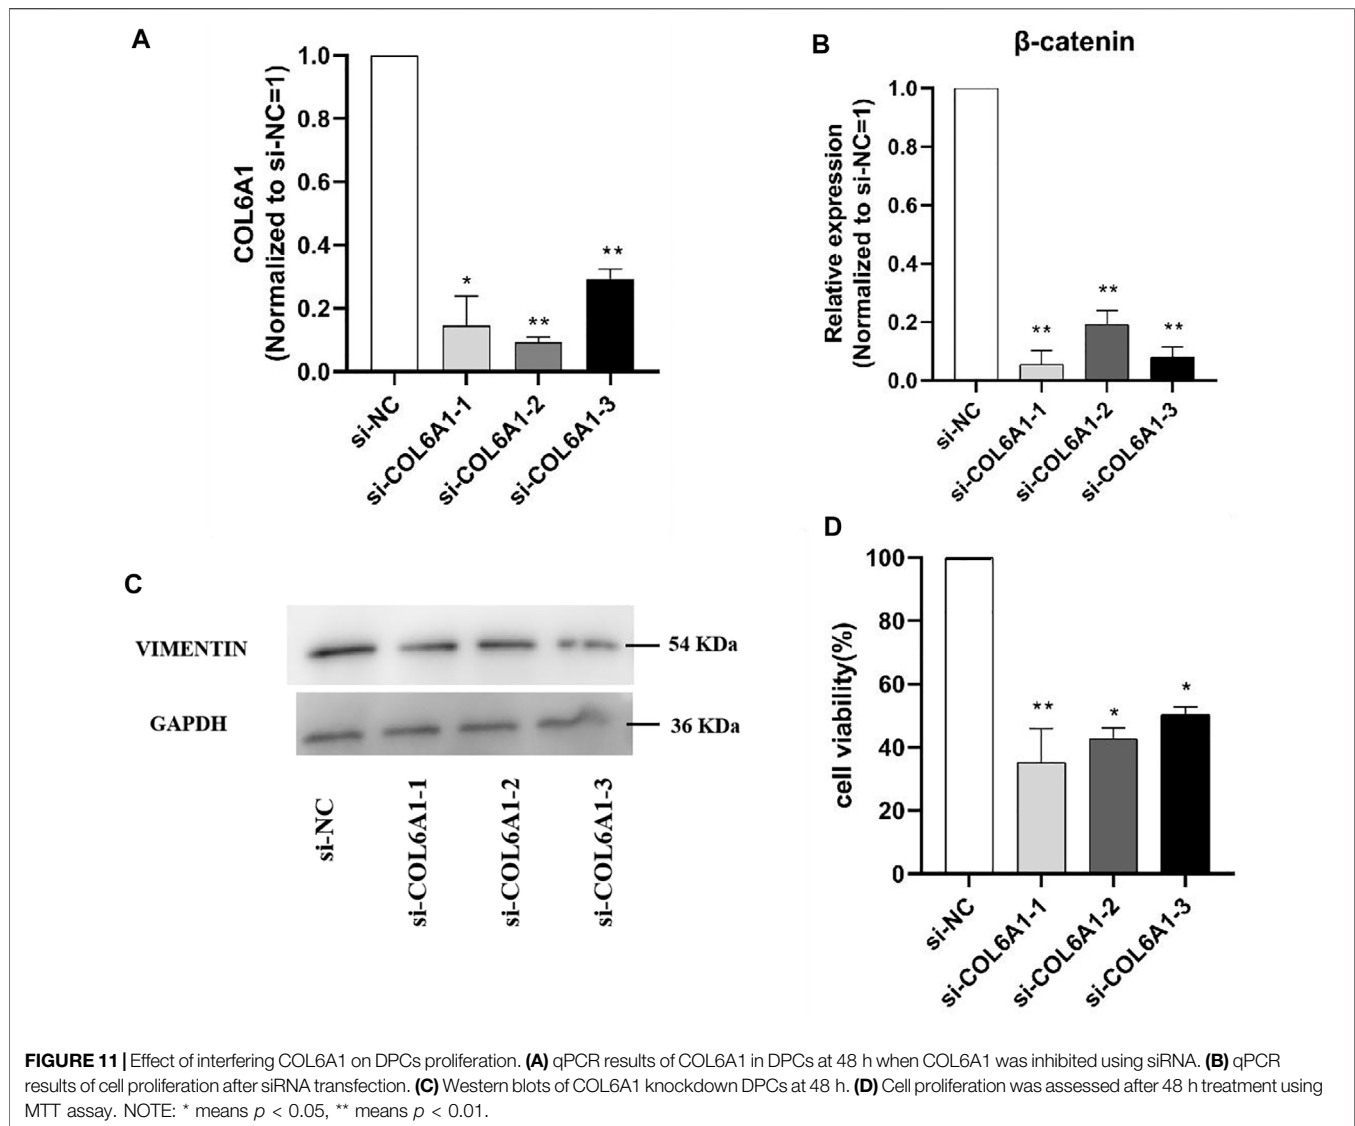 A
COL6A1
(Normalized to si-NC=1)
1.0
0.8
0.6
0.4
0.2
0.0
*
**
**
si-NC
si-COL6A1-1
si-COL6A1-2
si-COL6A1-3
B
β-catenin
Relative expression
(Normalized to si-NC=1)
1.0
0.8
0.6
0.4
0.2
0.0
**
**
**
si-NC
si-COL6A1-1
si-COL6A1-2
si-COL6A1-3
C
VIMENTIN
54 KDa
GAPDH
36 KDa
si-NC
si-COL6A1-1
si-COL6A1-2
si-COL6A1-3
D
cell viability(%)
100
80
60
40
20
0
**
*
*
si-NC
si-COL6A1-1
si-COL6A1-2
si-COL6A1-3
FIGURE 11 | Effect of interfering COL6A1 on DPCs proliferation. (A) qPCR results of COL6A1 in DPCs at 48 h when COL6A1 was inhibited using siRNA. (B) qPCR
results of cell proliferation after siRNA transfection. (C) Western blots of COL6A1 knockdown DPCs at 48 h. (D) Cell proliferation was assessed after 48 h treatment using
MTT assay. NOTE: * means p < 0.05, ** means p < 0.01.